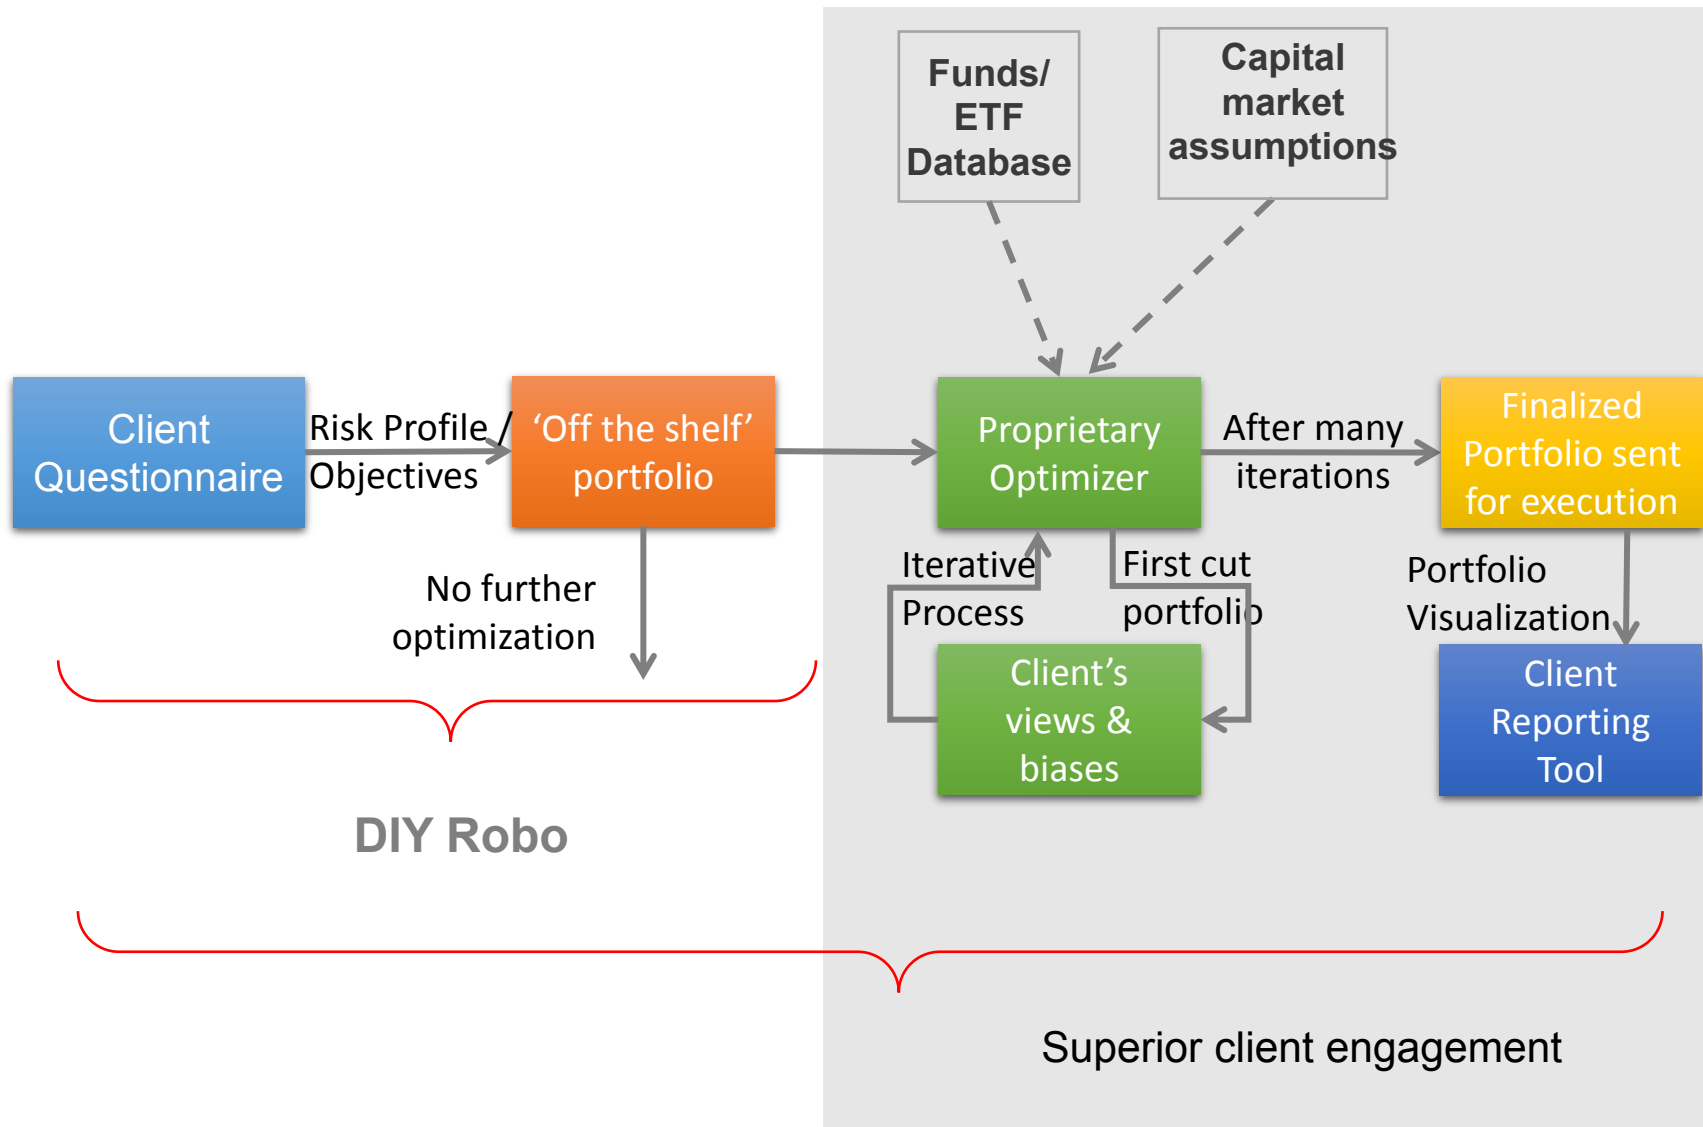 Funds/
ETF
Database
Capital
market
assumptions
Client
Questionnaire
Risk Profile /
Objectives
‘Off the shelf’
portfolio
Proprietary
Optimizer
After many
iterations
Finalized
Portfolio sent
for execution
No further
optimization
Iterative
Process
First cut
portfolio
Portfolio
Visualization
Client’s
views &
biases
Client
Reporting
Tool
DIY Robo
Superior client engagement